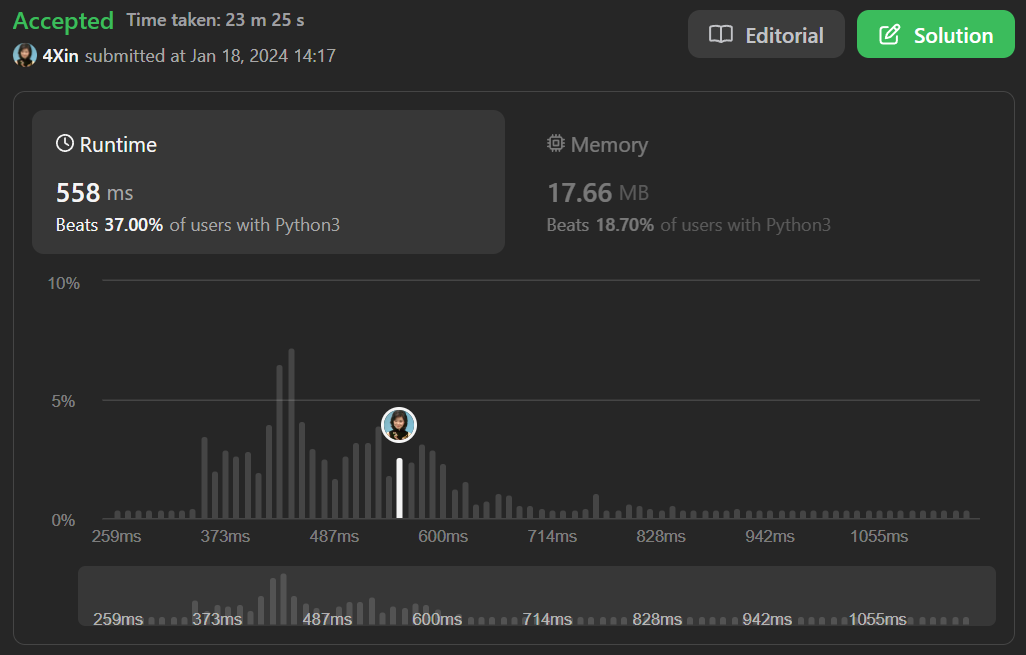 Accepted Time taken: 23 m 25 s
4Xin submitted at Jan 18, 2024 14:17
Editorial
Solution
Runtime
558 ms
Beats 37.00% of users with Python3
Memory
17.66 MB
Beats 18.70% of users with Python3
10%
5%
0%
259ms 373ms 487ms 600ms 714ms 828ms 942ms 1055ms
259ms 373ms 487ms 600ms 714ms 828ms 942ms 1055ms